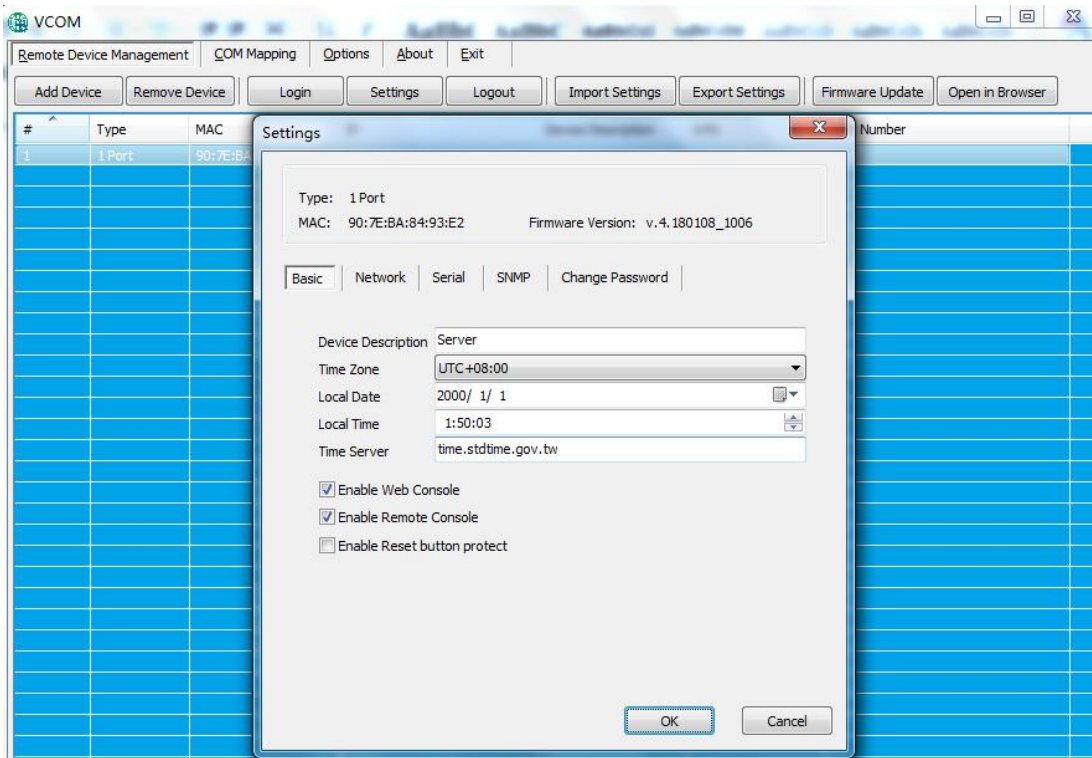 VCOM
Remote Device Management COM Mapping Options About Exit
Add Device Remove Device Login Settings Logout Import Settings Export Settings Firmware Update Open in Browser
# Type MAC Number
1 1 Port 90:7E:BA
Settings
Type: 1 Port
MAC: 90:7E:BA:84:93:E2 Firmware Version: v.4.180108_1006
Basic Network Serial SNMP Change Password
Device Description Server
Time Zone UTC+08:00
Local Date 2000/ 1/ 1
Local Time 1:50:03
Time Server time.stdtime.gov.tw
Enable Web Console
Enable Remote Console
Enable Reset button protect
OK Cancel